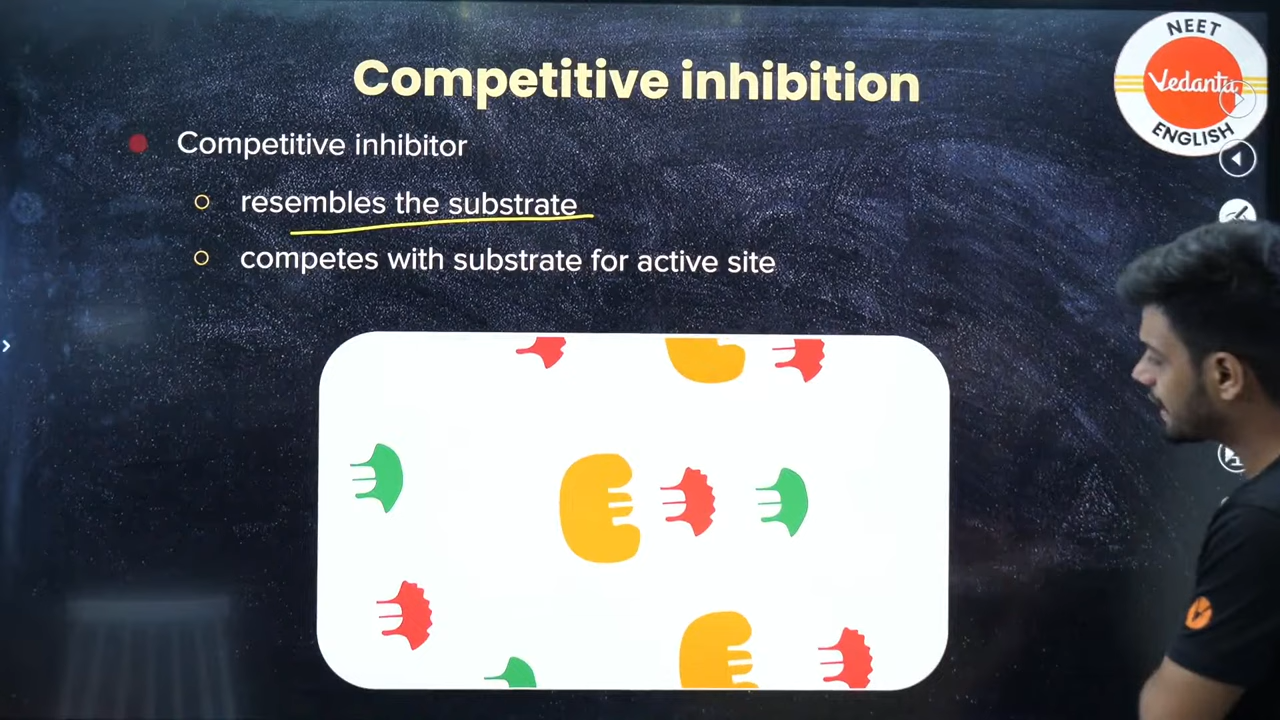 Competitive inhibition
NEET
Vedantu
ENGLISH
Competitive inhibitor
resembles the substrate
competes with substrate for active site